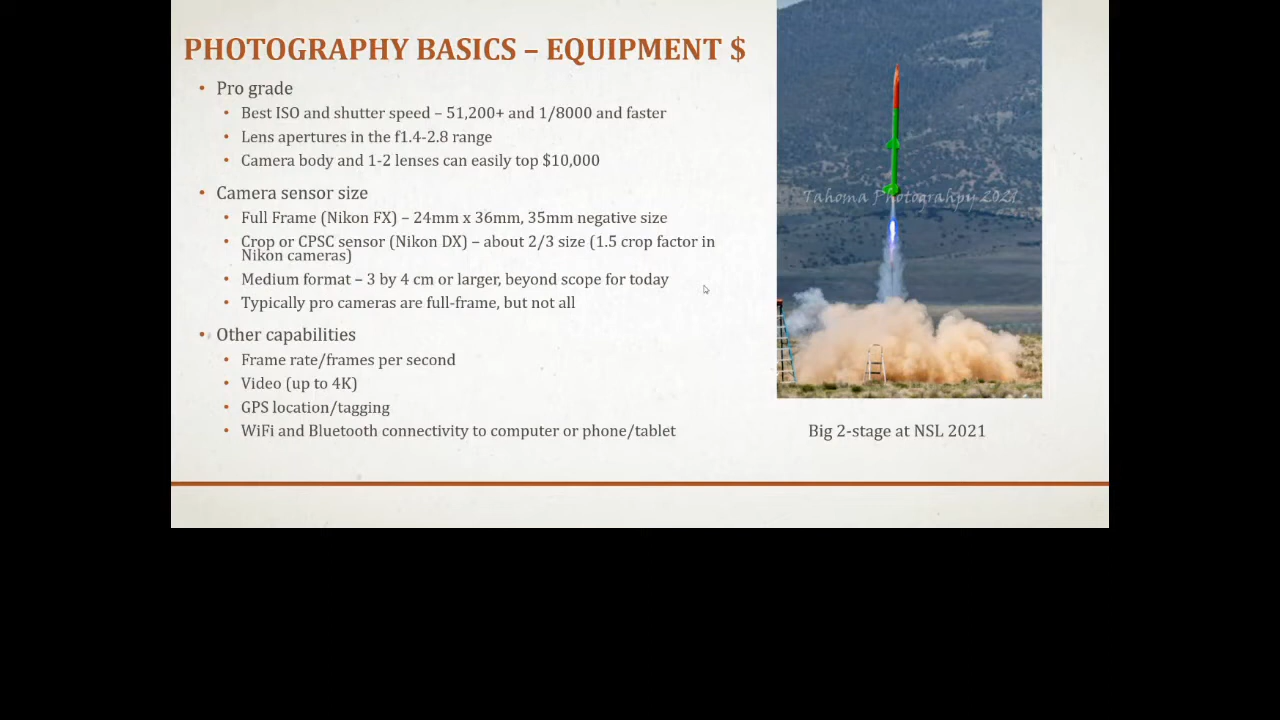 PHOTOGRAPHY BASICS – EQUIPMENT $
• Pro grade
• Best ISO and shutter speed – 51,200+ and 1/8000 and faster
• Lens apertures in the f1.4-2.8 range
• Camera body and 1-2 lenses can easily top $10,000
• Camera sensor size
• Full Frame (Nikon FX) – 24mm x 36mm, 35mm negative size
• Crop or CPSC sensor (Nikon DX) – about 2/3 size (1.5 crop factor in
Nikon cameras)
• Medium format – 3 by 4 cm or larger, beyond scope for today
• Typically pro cameras are full-frame, but not all
• Other capabilities
• Frame rate/frames per second
• Video (up to 4K)
• GPS location/tagging
• WiFi and Bluetooth connectivity to computer or phone/tablet
Tahoma Photograhpy 2021
Big 2-stage at NSL 2021